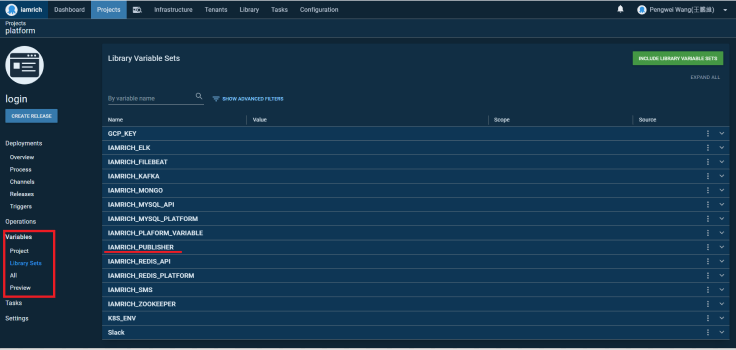 iamrich Dashboard Projects Infrastructure Tenants Library Tasks Configuration Pengwei Wang(王鵬逾)
Projects
platform
login
CREATE RELEASE
Deployments
Overview
Process
Channels
Releases
Triggers
Operations
Variables
Project
Library Sets
All
Preview
Tasks
Settings
Library Variable Sets
INCLUDE LIBRARY VARIABLE SETS
EXPAND ALL
By variable name
SHOW ADVANCED FILTERS
Name Value Scope Source
GCP_KEY
IAMRICH_ELK
IAMRICH_FILEBEAT
IAMRICH_KAFKA
IAMRICH_MONGO
IAMRICH_MYSQL_API
IAMRICH_MYSQL_PLATFORM
IAMRICH_PLAFORM_VARIABLE
IAMRICH_PUBLISHER
IAMRICH_REDIS_API
IAMRICH_REDIS_PLATFORM
IAMRICH_SMS
IAMRICH_ZOOKEEPER
K8S_ENV
Slack